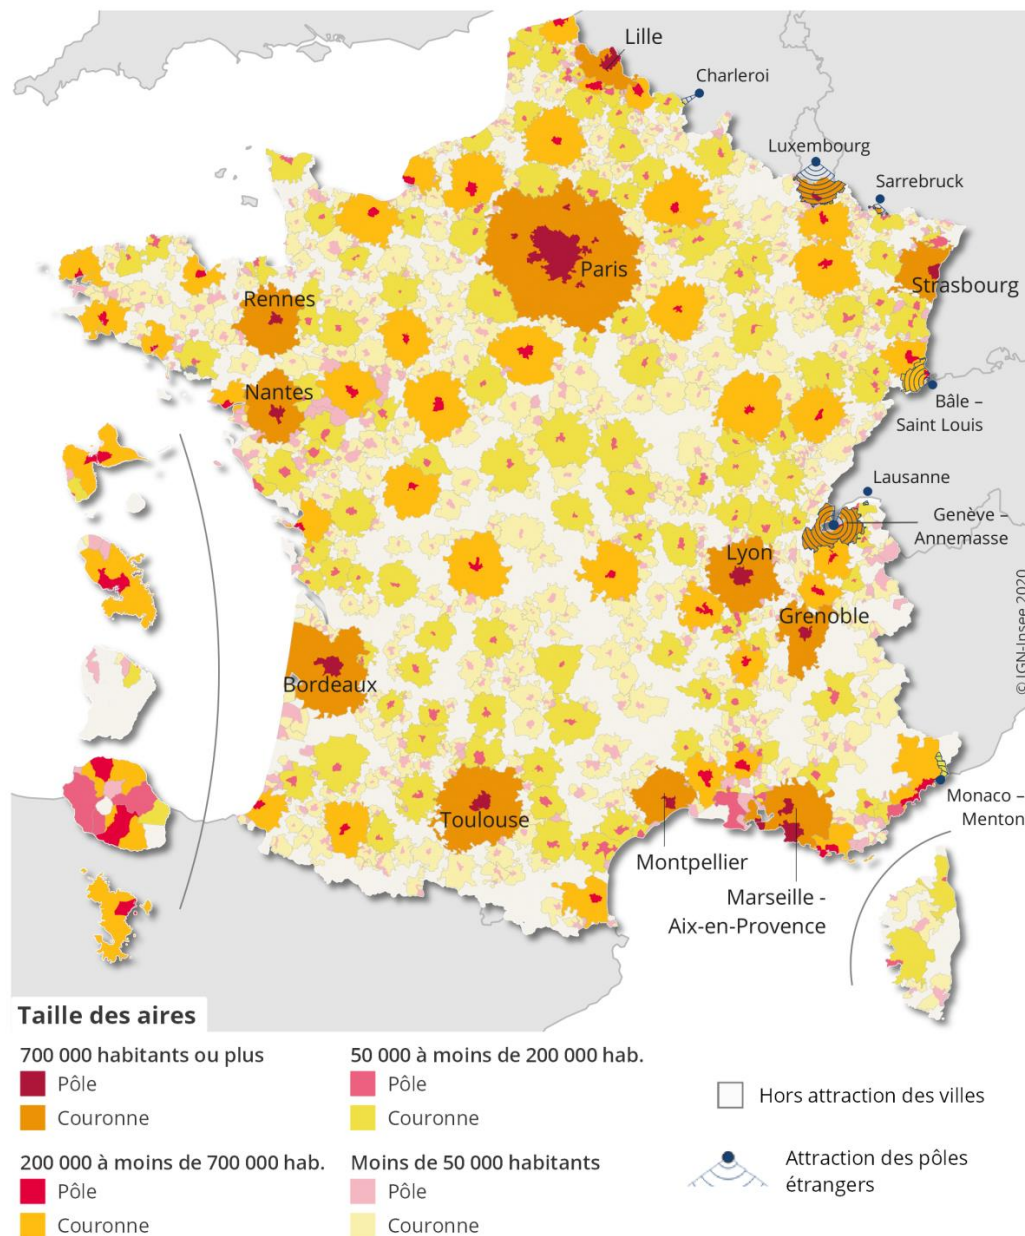 Lille
Charleroi
Luxembourg
Sarrebruck
Paris
Strasbourg
Rennes
Nantes
Bâle –
Saint Louis
Lausanne
Genève –
Annemasse
Lyon
Grenoble
Bordeaux
© IGN-Insee 2020
Toulouse
Monaco –
Menton
Montpellier
Marseille -
Aix-en-Provence
Taille des aires
700 000 habitants ou plus
Pôle
Couronne
200 000 à moins de 700 000 hab.
Pôle
Couronne
50 000 à moins de 200 000 hab.
Pôle
Couronne
Moins de 50 000 habitants
Pôle
Couronne
Hors attraction des villes
Attraction des pôles
étrangers